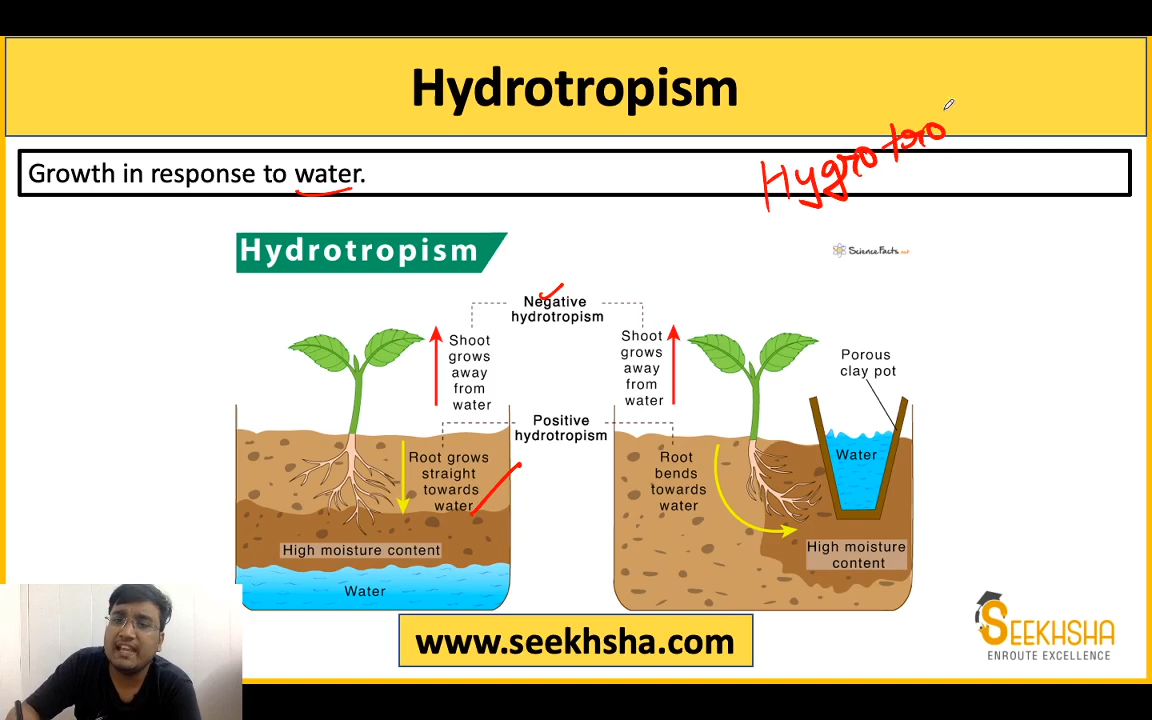 Hydrotropism
Growth in response to water.
Hygrotro
Hydrotropism
ScienceFacts.net
Negative
hydrotropism
Shoot
grows
away
from
water
Shoot
grows
away
from
water
Porous
clay pot
Positive
hydrotropism
Root grows
straight
towards
water
Root
bends
towards
water
Water
High moisture content
High moisture
content
Water
www.seekhsha.com
SEEKHSHA
ENROUTE EXCELLENCE